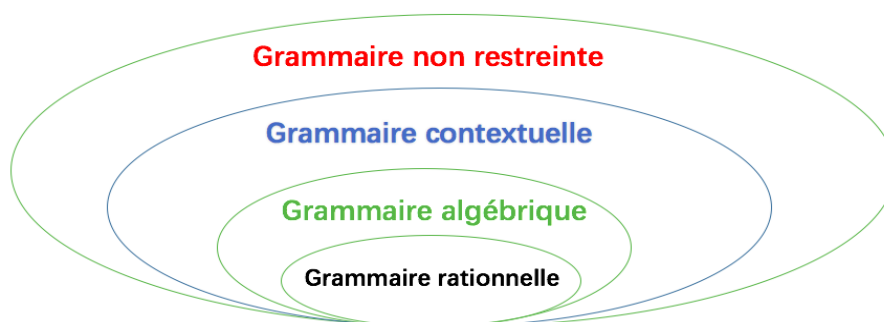 Grammaire non restreinte
Grammaire contextuelle
Grammaire algébrique
Grammaire rationnelle